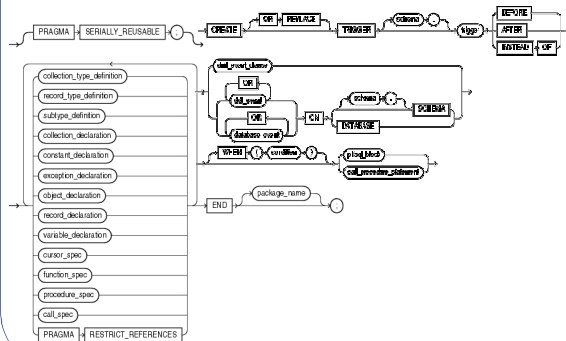 PRAGMA SERIALLY_REUSABLE ;
CREATE OR REPLACE TRIGGER schema . trigger BEFORE AFTER INSTEAD OF
collection_type_definition
record_type_definition
subtype_definition
collection_declaration
constant_declaration
exception_declaration
object_declaration
record_declaration
variable_declaration
cursor_spec
function_spec
procedure_spec
call_spec
PRAGMA RESTRICT_REFERENCES
dml_event_clause
OR
ddl_event
OR
database_event
ON
schema . SCHEMA
DATABASE
WHEN ( condition )
pl/sql_block
call_procedure_statement
END package_name ;